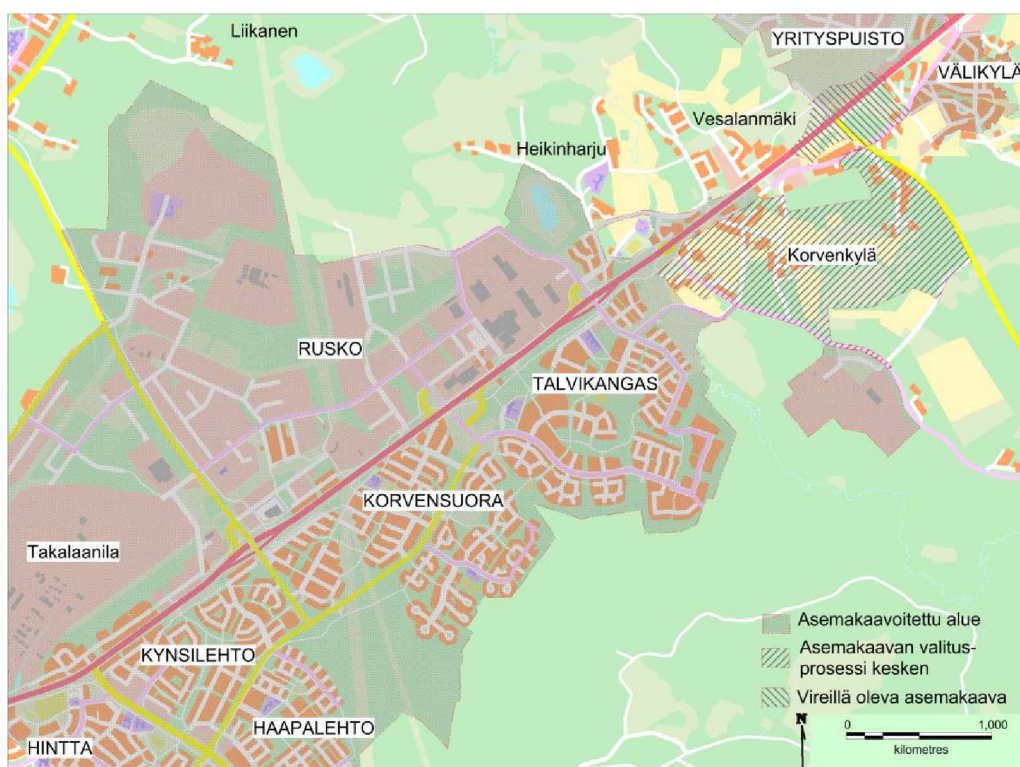 Liikanen
YRITYSPUISTO
VÄLIKYLÄ
Vesalanmäki
Heikinharju
Korvenkylä
RUSKO
TALVIKANGAS
KORVENSUORA
Takalaanila
KYNSILEHTO
HAAPALEHTO
HINTTA
Asemakaavoitettu alue
Asemakaavan valitus-
prosessi kesken
Vireillä oleva asemakaava
N
0 1,000
kilometres